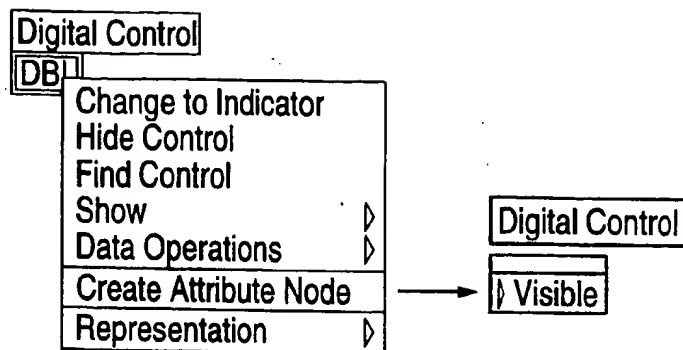 Digital Control
DBL
Change to Indicator
Hide Control
Find Control
Show
Data Operations
Create Attribute Node
Representation
Digital Control
Visible